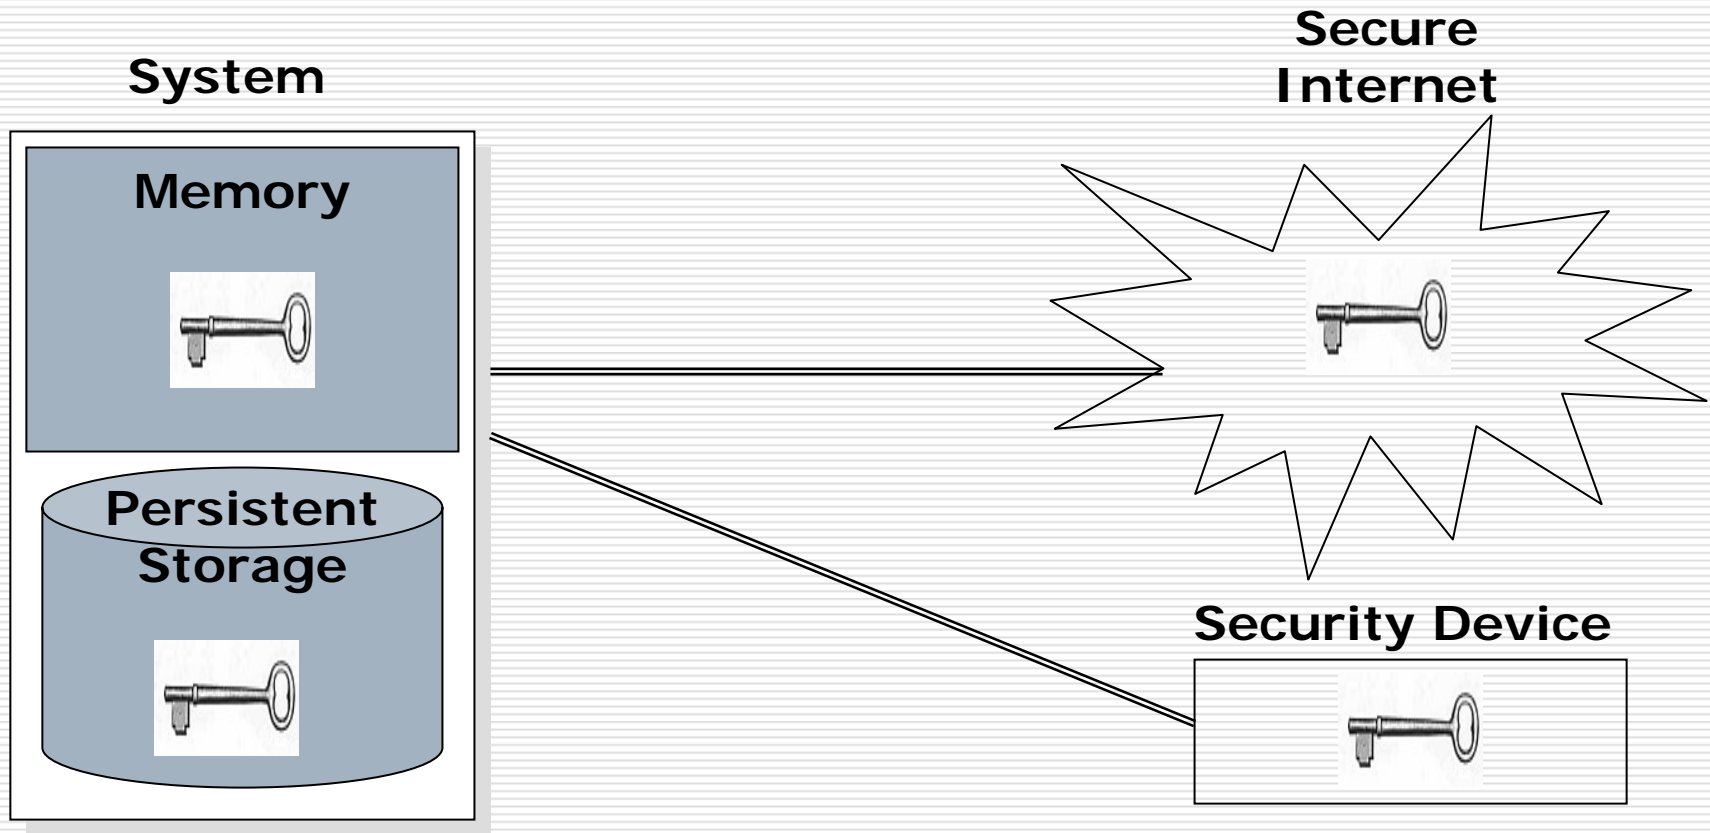 System
Memory
Persistent
Storage
Secure
Internet
Security Device